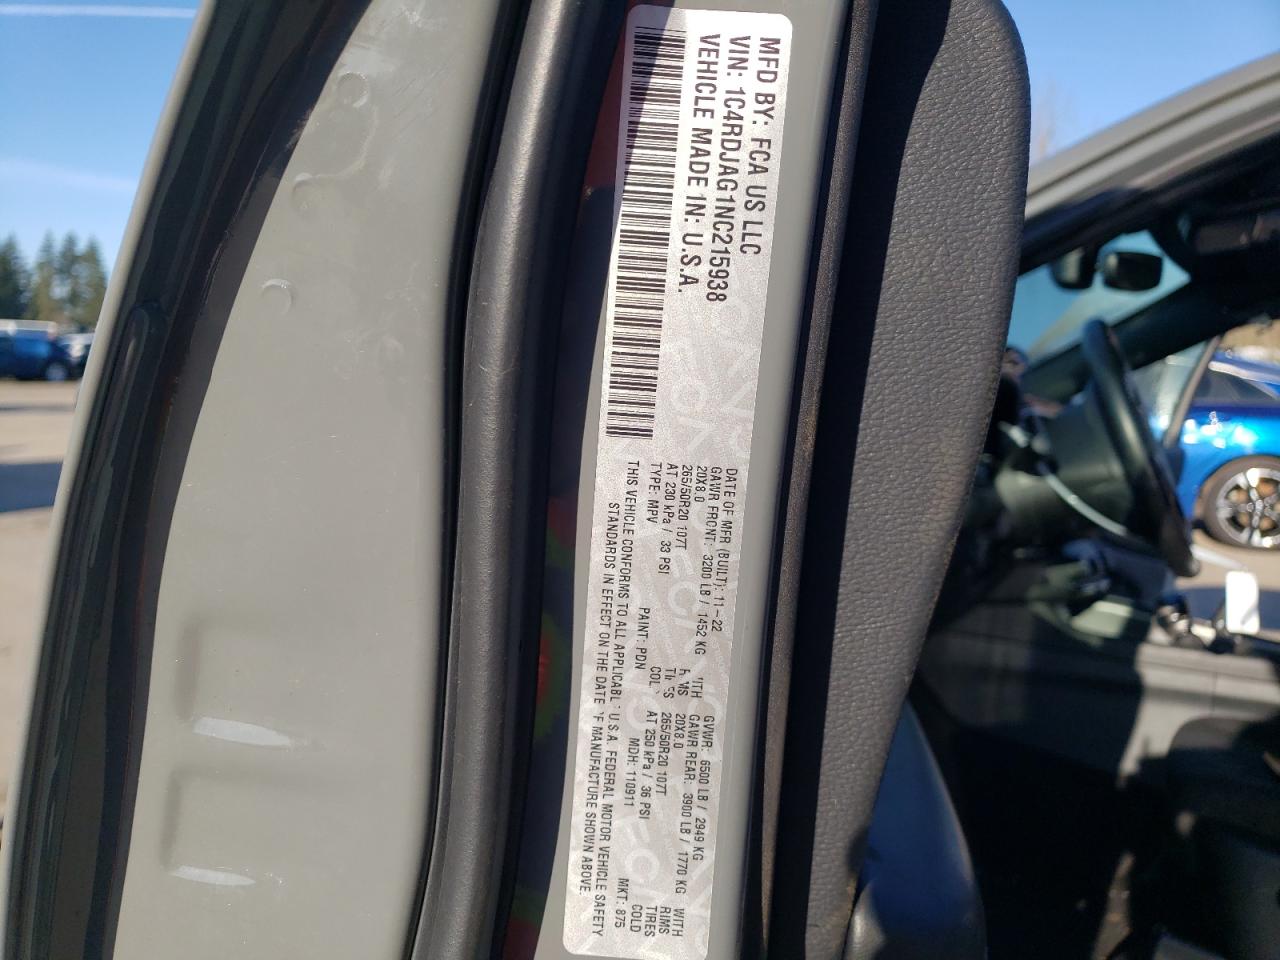 MFD BY: FCA US LLC
VIN: 1C4RDJAG1NC215938
VEHICLE MADE IN: U.S.A.
DATE OF MFR (BUILT): 11-22 GVWR: 6500 LB / 2949 KG
GAWR FRONT: 3200 LB / 1452 KG GAWR REAR: 3900 LB / 1770 KG WITH
20X8.0 20X8.0 RIMS
265/50R20 107T 265/50R20 107T TIRES
AT 230 kPa / 33 PSI AT 250 kPa / 36 PSI COLD
TYPE: MPV PAINT: PDN MDH: 110911 MKT: 875
THIS VEHICLE CONFORMS TO ALL U.S.A. FEDERAL MOTOR VEHICLE SAFETY
STANDARDS IN EFFECT ON THE DATE MANUFACTURE SHOWN ABOVE.